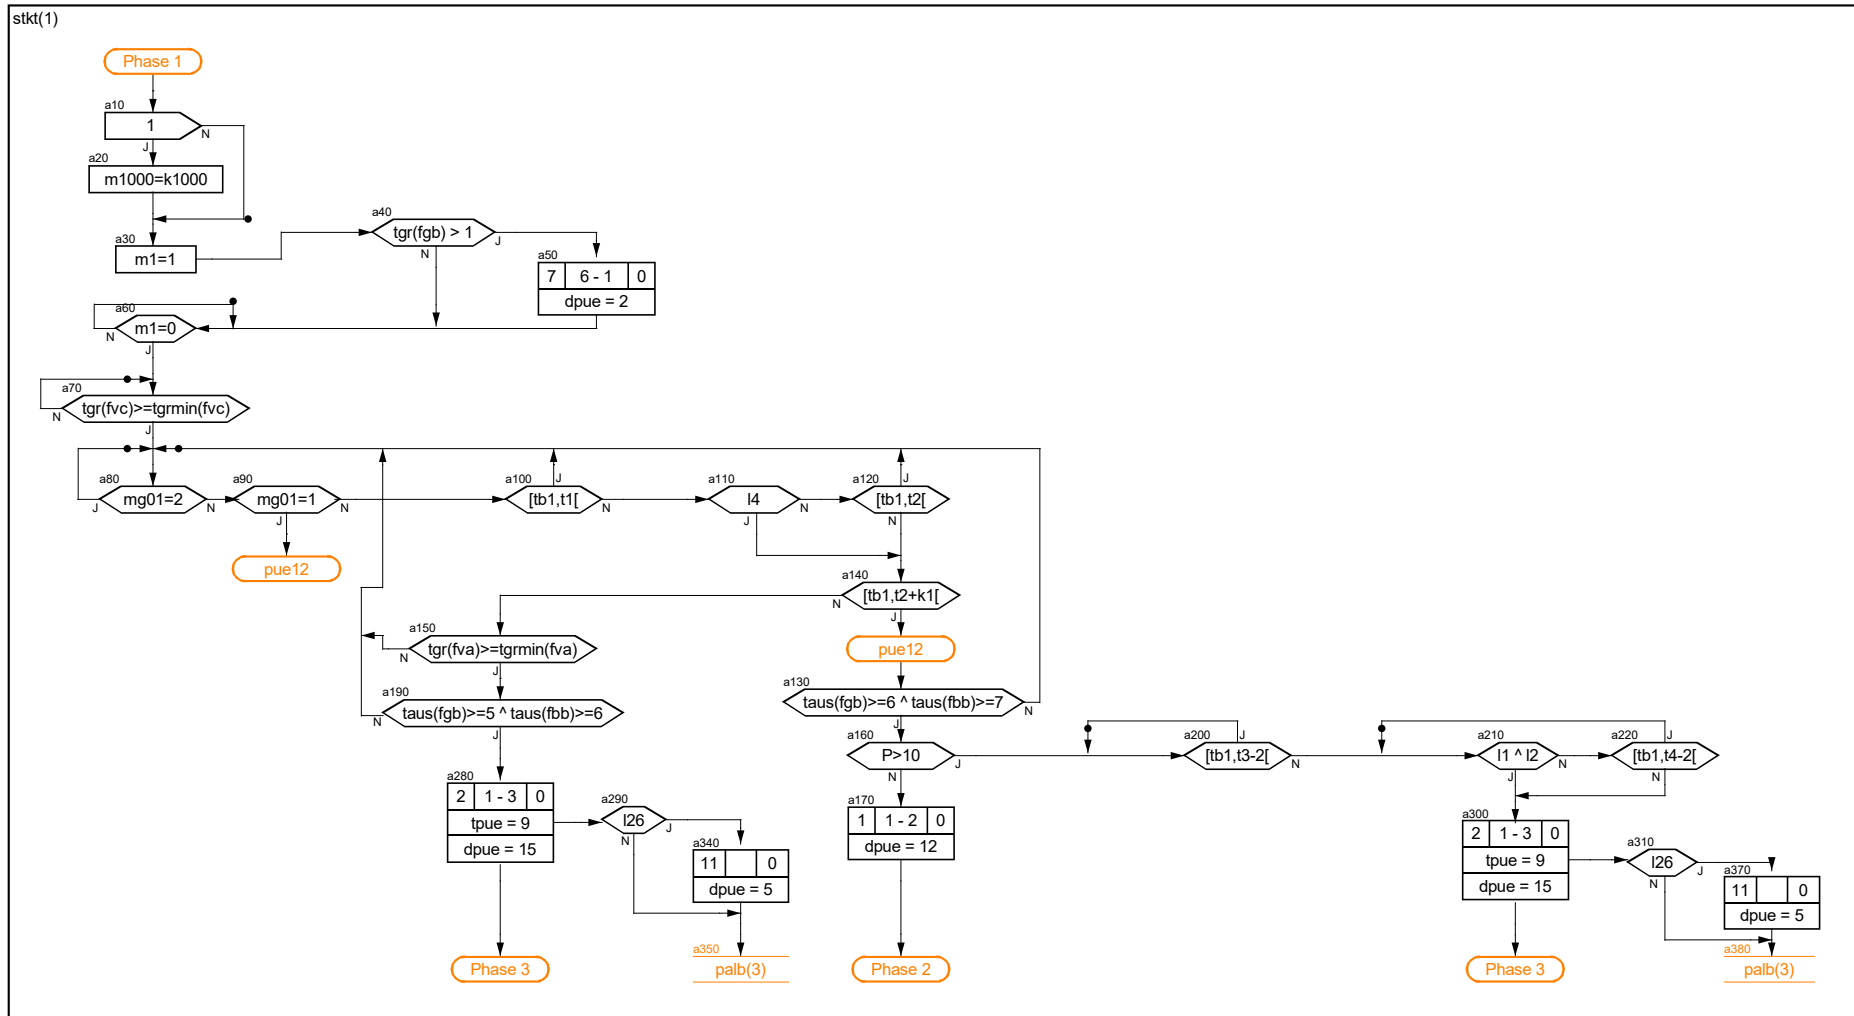 stkt(1)
Phase 1
a10
1
N
J
a20
m1000=k1000
a30
m1=1
a40
tgr(fgb) > 1
J
N
a50
7 6 - 1 0
dpue = 2
a60
m1=0
N
J
a70
tgr(fvc)>=tgrmin(fvc)
N
J
a80
mg01=2
J
N
a90
mg01=1
N
J
pue12
a100
[tb1,t1[
J
N
a110
l4
N
J
a120
[tb1,t2[
J
N
a140
[tb1,t2+k1[
N
J
pue12
a150
tgr(fva)>=tgrmin(fva)
N
J
a190
taus(fgb)>=5 ^ taus(fbb)>=6
N
J
a130
taus(fgb)>=6 ^ taus(fbb)>=7
N
J
a160
P>10
J
N
a200
[tb1,t3-2[
J
N
a210
l1 ^ l2
N
J
a220
[tb1,t4-2[
J
N
a280
2 1 - 3 0
tpue = 9
dpue = 15
a290
l26
J
N
a340
11 0
dpue = 5
a170
1 1 - 2 0
dpue = 12
a300
2 1 - 3 0
tpue = 9
dpue = 15
a310
l26
J
N
a370
11 0
dpue = 5
Phase 3
a350
palb(3)
Phase 2
Phase 3
a380
palb(3)